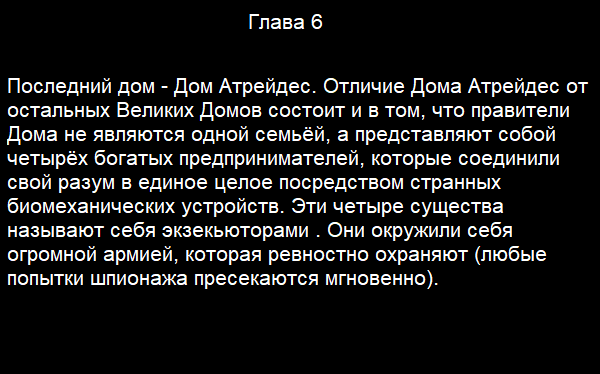 Глава 6
Последний дом - Дом Атрейдес. Отличие Дома Атрейдес от
остальных Великих Домов состоит и в том, что правители
Дома не являются одной семьёй, а представляют собой
четырёх богатых предпринимателей, которые соединили
свой разум в единое целое посредством странных
биомеханических устройств. Эти четыре существа
называют себя экзекьюторами . Они окружили себя
огромной армией, которая ревностно охраняют (любые
попытки шпионажа пресекаются мгновенно).